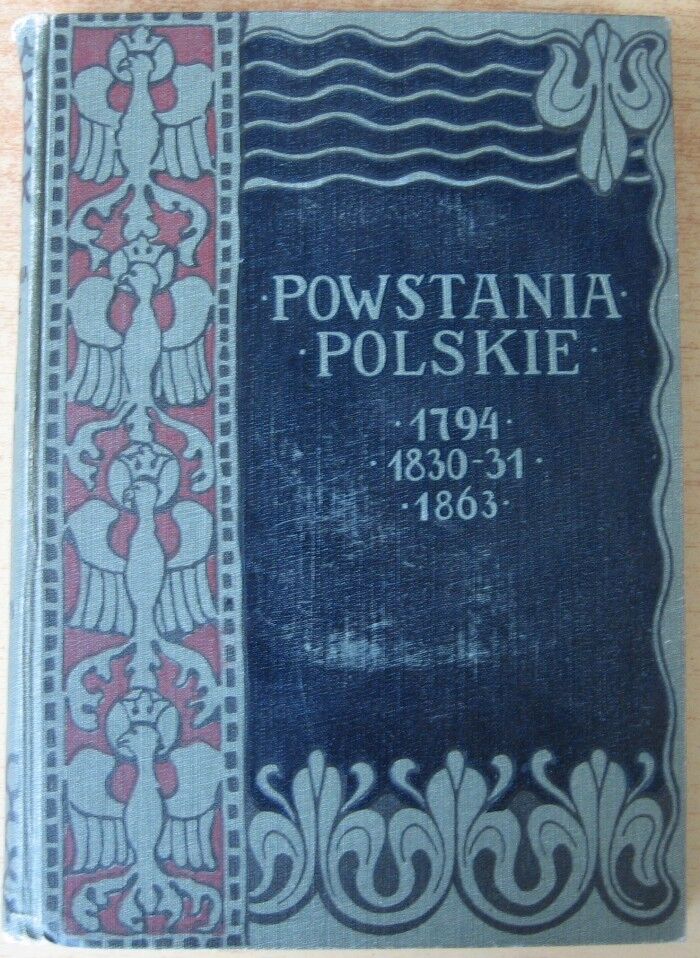 ·POWSTANIA·
·POLSKIE·
·1794·
·1830-31·
·1863·